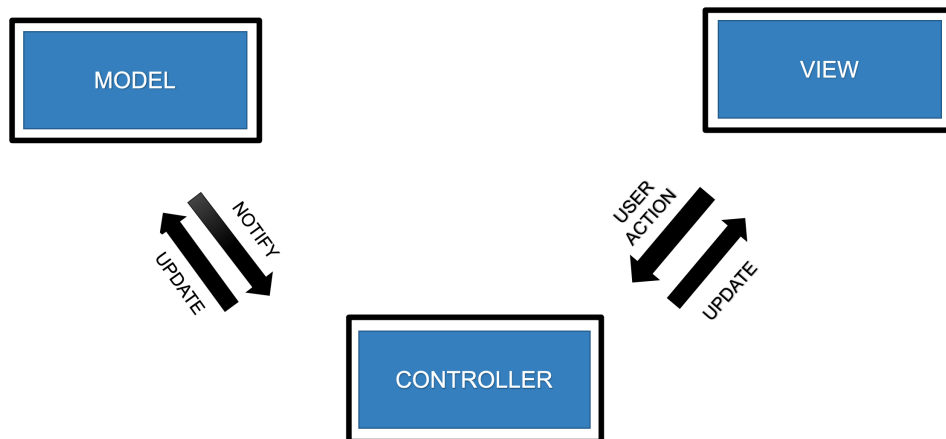 MODEL
VIEW
NOTIFY
UPDATE
USER
ACTION
UPDATE
CONTROLLER